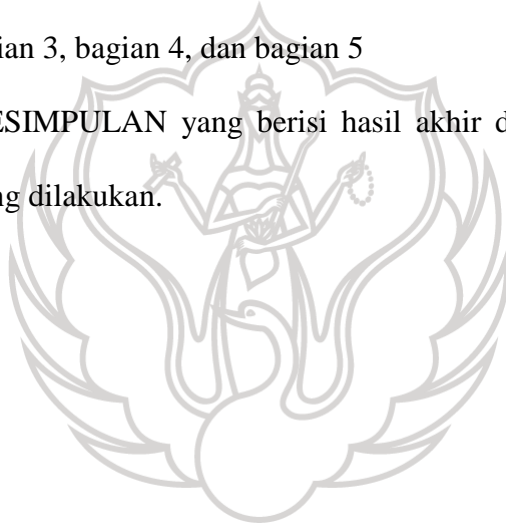 ian 3, bagian 4, dan bagian 5
ESIMPULAN yang berisi hasil akhir d
ng dilakukan.